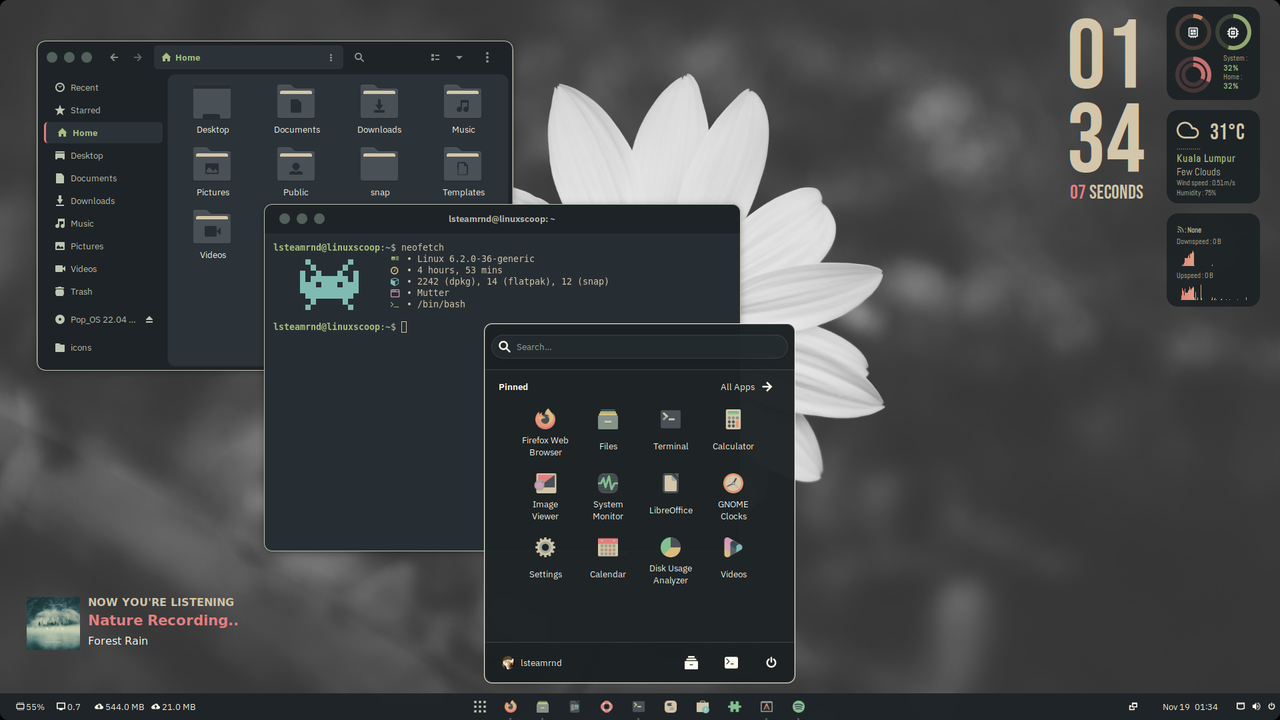 Home
Recent
Starred
Home
Desktop
Documents
Downloads
Music
Pictures
Videos
Trash
Pop_OS 22.04 ...
icons
Desktop
Documents
Downloads
Music
Pictures
Public
snap
Templates
Videos
lsteamrnd@linuxscoop: ~
lsteamrnd@linuxscoop:~$ neofetch
• Linux 6.2.0-36-generic
• 4 hours, 53 mins
• 2242 (dpkg), 14 (flatpak), 12 (snap)
• Mutter
• /bin/bash
lsteamrnd@linuxscoop:~$
Search...
Pinned
All Apps
Firefox Web
Browser
Files
Terminal
Calculator
Image
Viewer
System
Monitor
LibreOffice
GNOME
Clocks
Settings
Calendar
Disk Usage
Analyzer
Videos
lsteamrnd
01
34
07 SECONDS
System :
32%
Home :
32%
31°C
Kuala Lumpur
Few Clouds
Wind speed : 0.51m/s
Humidity : 75%
: None
Downspeed : 0 B
Upspeed : 0 B
NOW YOU'RE LISTENING
Nature Recording..
Forest Rain
55%
0.7
544.0 MB
21.0 MB
Nov 19 01:34